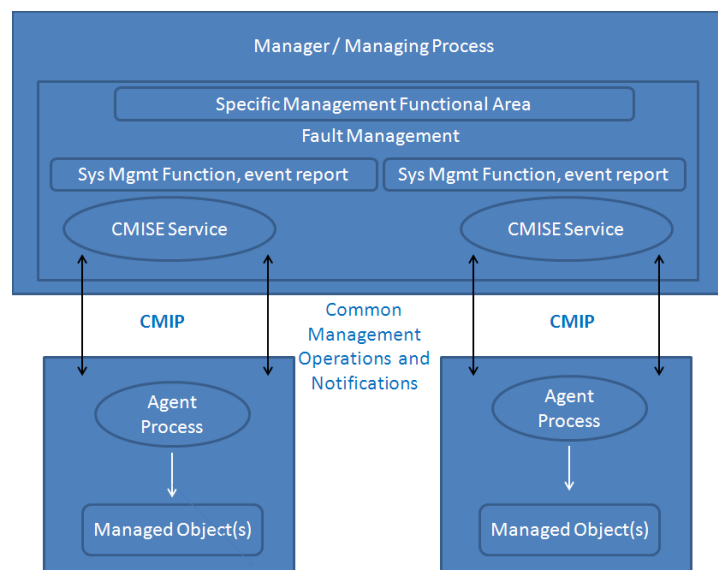 Manager / Managing Process
Specific Management Functional Area
Fault Management
Sys Mgmt Function, event report
Sys Mgmt Function, event report
CMISE Service
CMISE Service
CMIP
Common
Management
Operations and
Notifications
CMIP
Agent
Process
Agent
Process
Managed Object(s)
Managed Object(s)